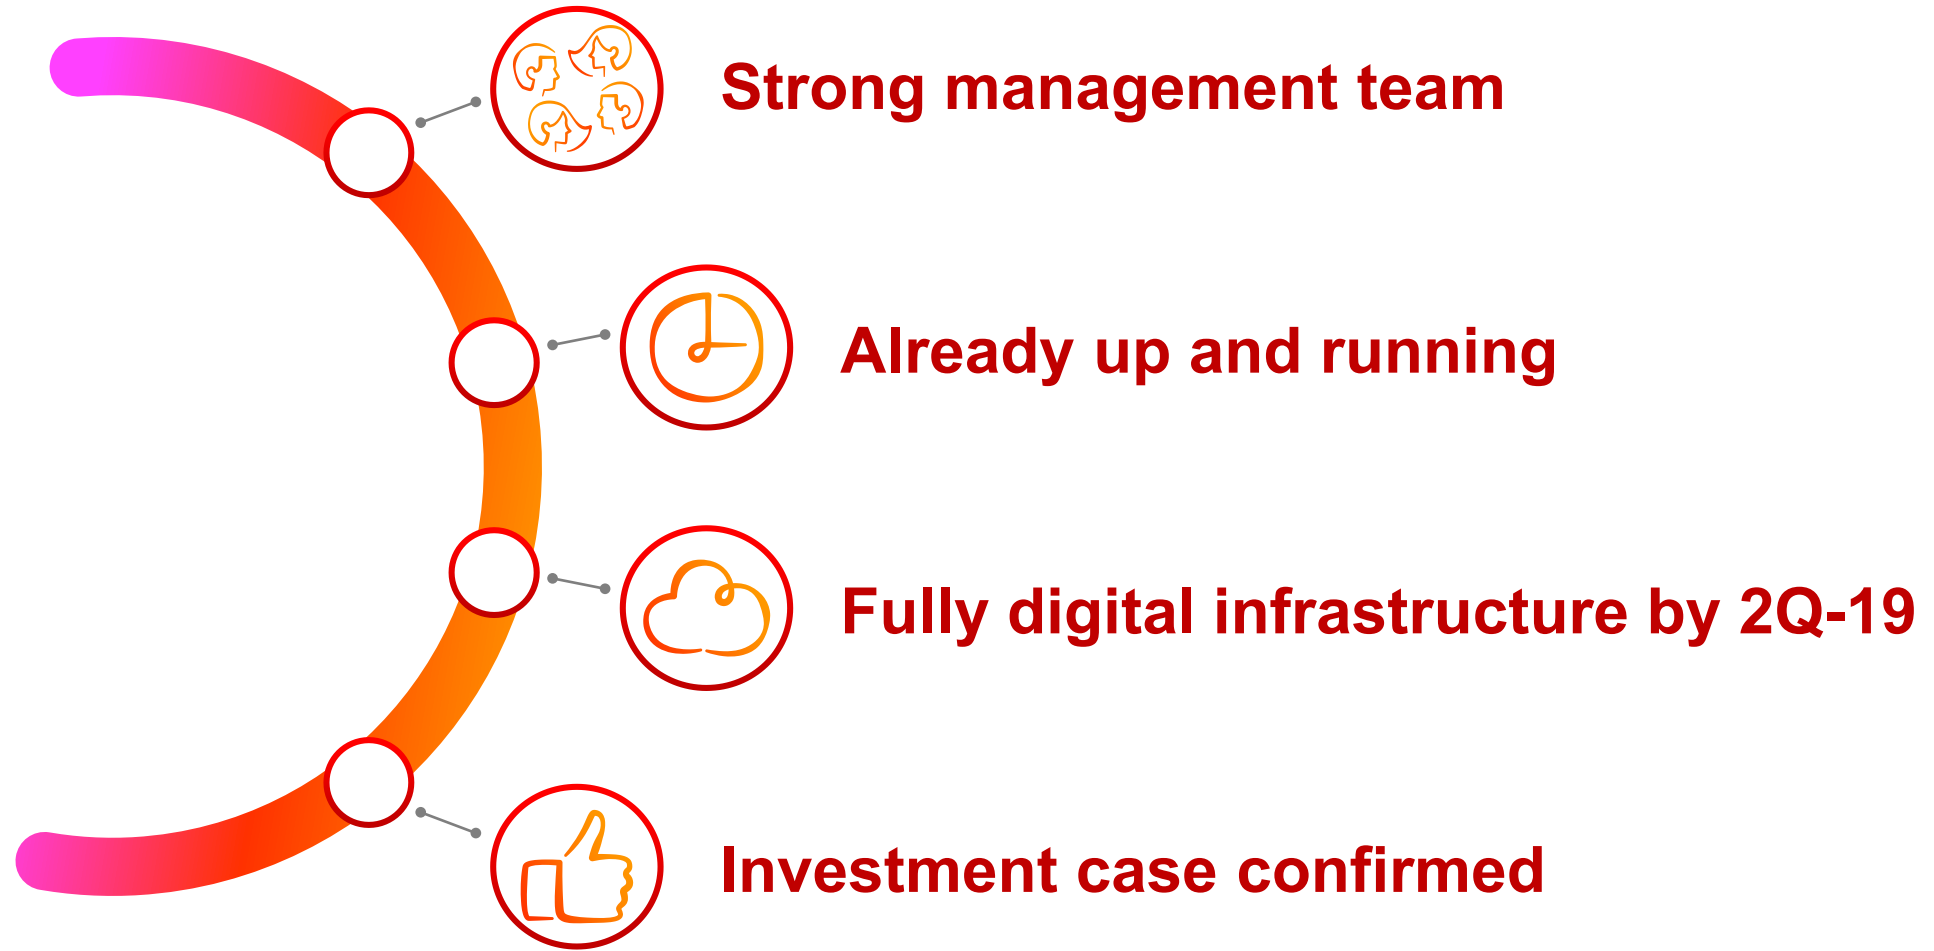 Strong management team
Already up and running
Fully digital infrastructure by 2Q-19
Investment case confirmed